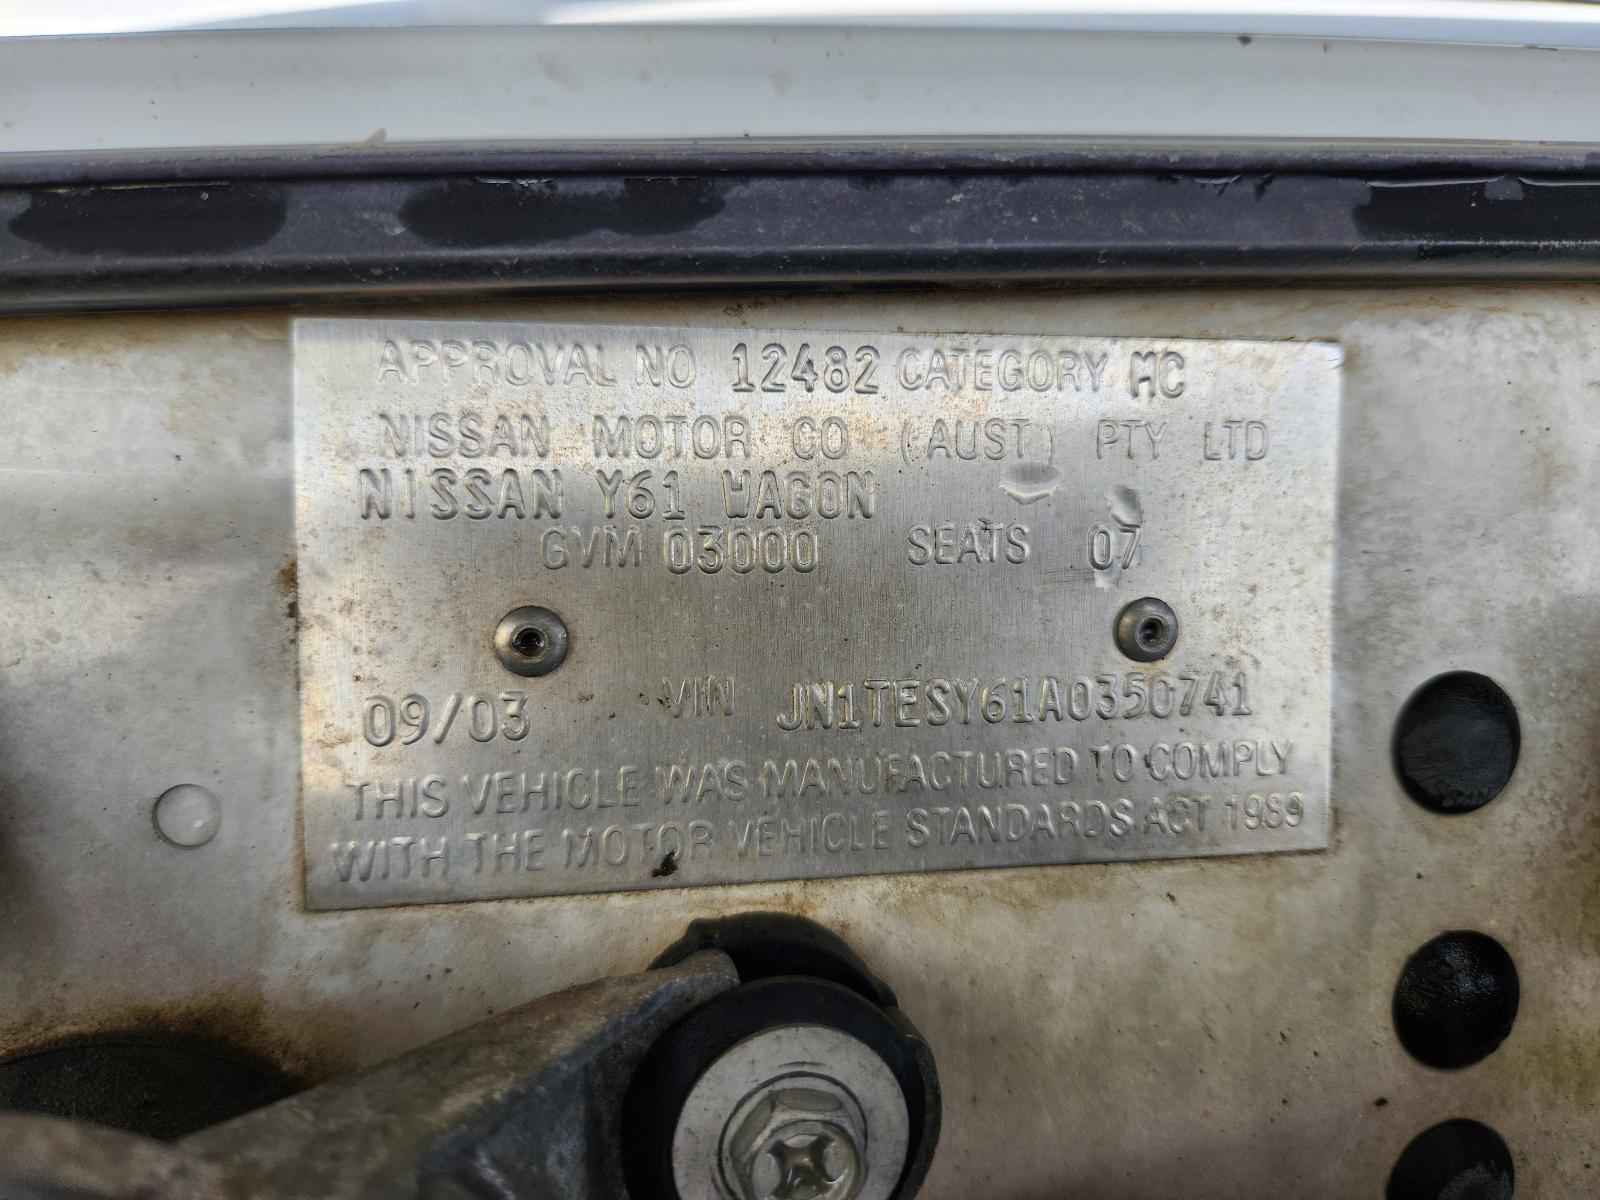 APPROVAL NO 12482 CATEGORY MC
NISSAN MOTOR CO (AUST) PTY LTD
NISSAN Y61 WAGON
GVM 03000 SEATS 07
09/03 VIN JN1TESY61A0350741
THIS VEHICLE WAS MANUFACTURED TO COMPLY
WITH THE MOTOR VEHICLE STANDARDS ACT 1989